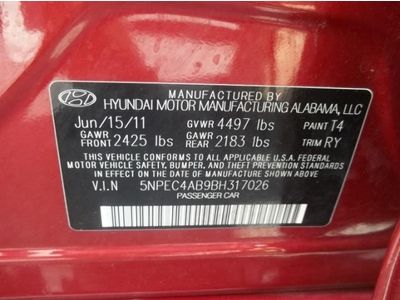 MANUFACTURED BY
HYUNDAI MOTOR MANUFACTURING ALABAMA, LLC
Jun/15/11 GVWR 4497 lbs PAINT T4
GAWR FRONT 2425 lbs GAWR REAR 2183 lbs TRIM RY
THIS VEHICLE CONFORMS TO ALL APPLICABLE U.S.A. FEDERAL
MOTOR VEHICLE SAFETY, BUMPER, AND THEFT PREVENTION
STANDARDS IN EFFECT ON THE DATE OF MANUFACTURE SHOWN ABOVE.
V.I.N 5NPEC4AB9BH317026
PASSENGER CAR